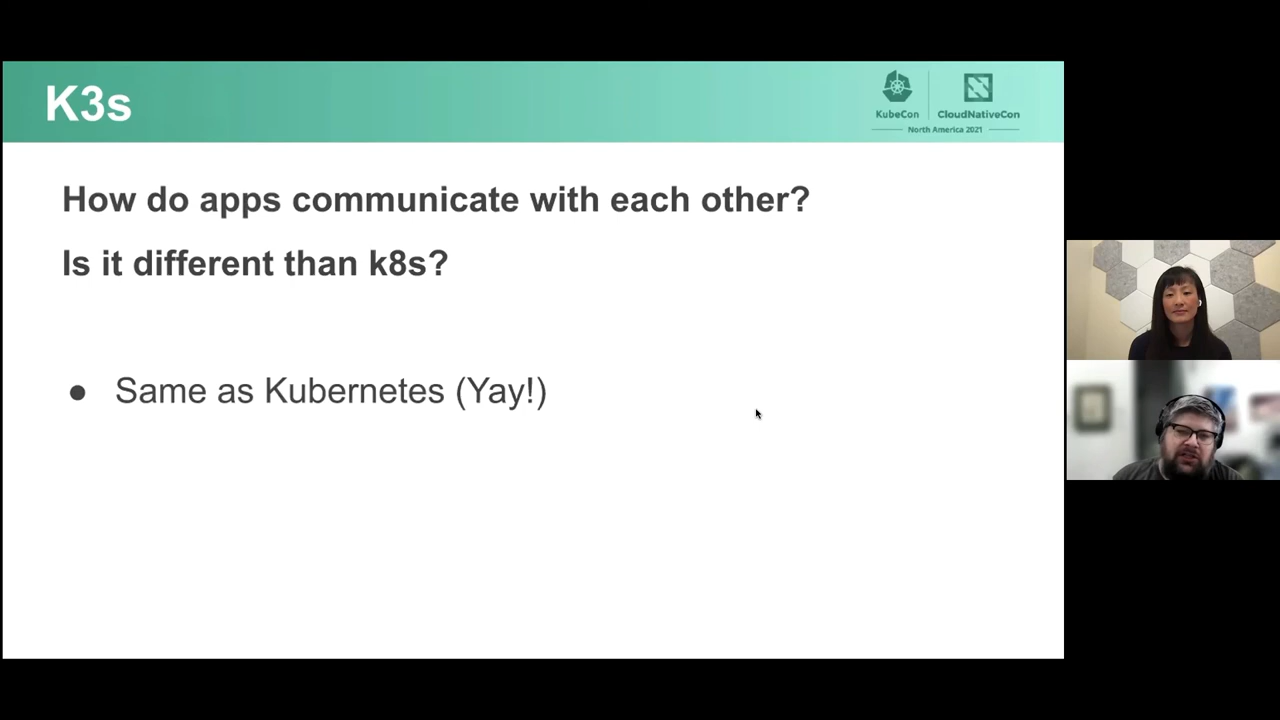 K3s
KubeCon
CloudNativeCon
North America 2021
How do apps communicate with each other?
Is it different than k8s?
● Same as Kubernetes (Yay!)